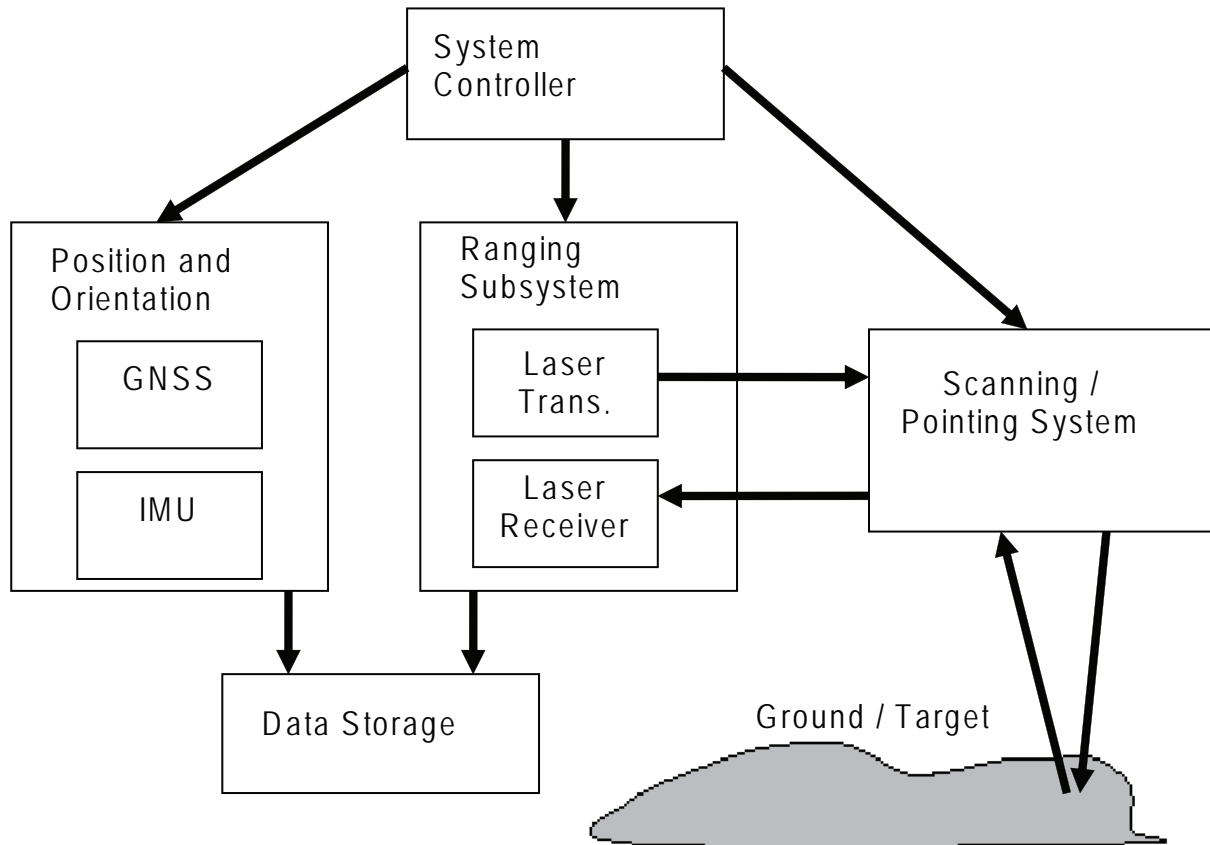 System
Controller
Position and
Orientation
GNSS
IMU
Ranging
Subsystem
Laser
Trans.
Laser
Receiver
Scanning /
Pointing System
Data Storage
Ground / Target